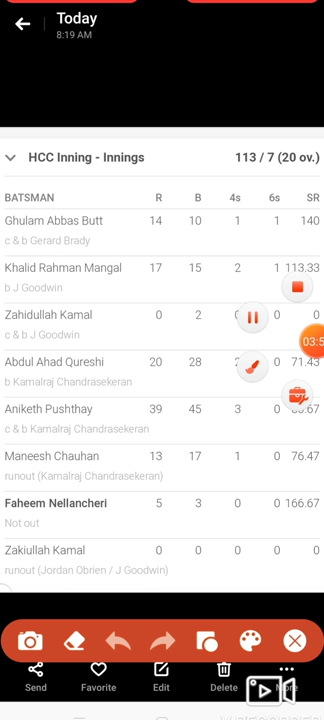 Today
8:19 AM
HCC Inning - Innings 113 / 7 (20 ov.)
BATSMAN R B 4s 6s SR
Ghulam Abbas Butt 14 10 1 1 140
c & b Gerard Brady
Khalid Rahman Mangal 17 15 2 1 113.33
b J Goodwin
Zahidullah Kamal 0 2 0 0
c & b J Goodwin
03:5
Abdul Ahad Qureshi 20 28 0 71.43
b Kamalraj Chandrasekeran
Aniketh Pushthay 39 45 3 0
c & b Kamalraj Chandrasekeran
Maneesh Chauhan 13 17 1 0 76.47
runout (Kamalraj Chandrasekeran)
Faheem Nellancheri 5 3 0 0 166.67
Not out
Zakiullah Kamal 0 0 0 0 0
runout (Jordan Obrien / J Goodwin)
Send Favorite Edit Delete More